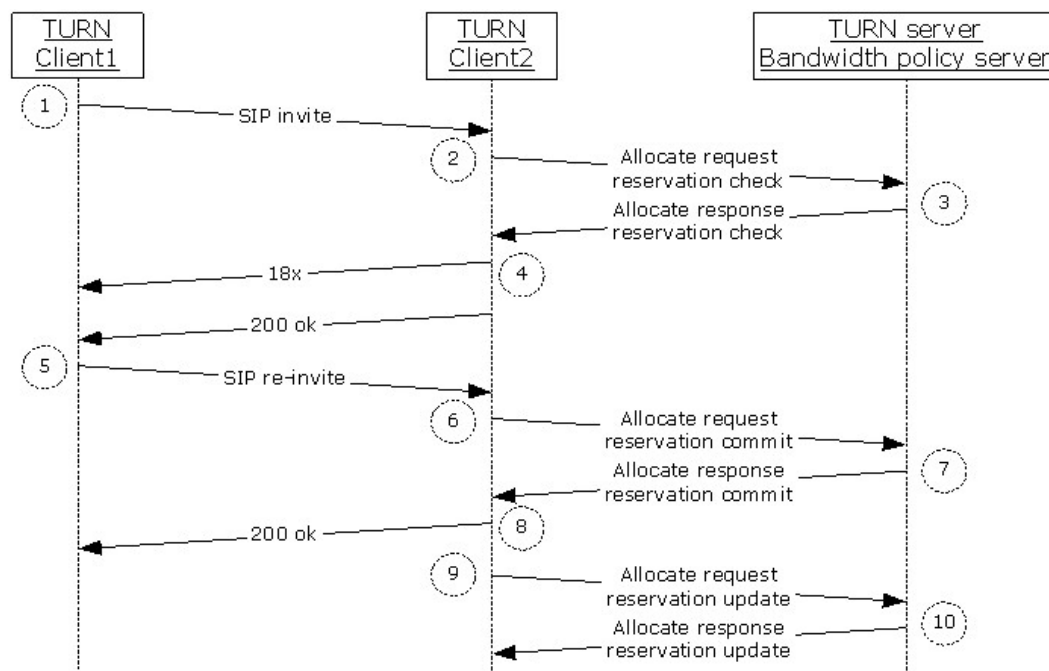 TURN
Client1
TURN
Client2
TURN server
Bandwidth policy server
1
SIP invite
2
Allocate request
reservation check
3
Allocate response
reservation check
4
18x
200 ok
5
SIP re-invite
6
Allocate request
reservation commit
7
Allocate response
reservation commit
8
200 ok
9
Allocate request
reservation update
10
Allocate response
reservation update